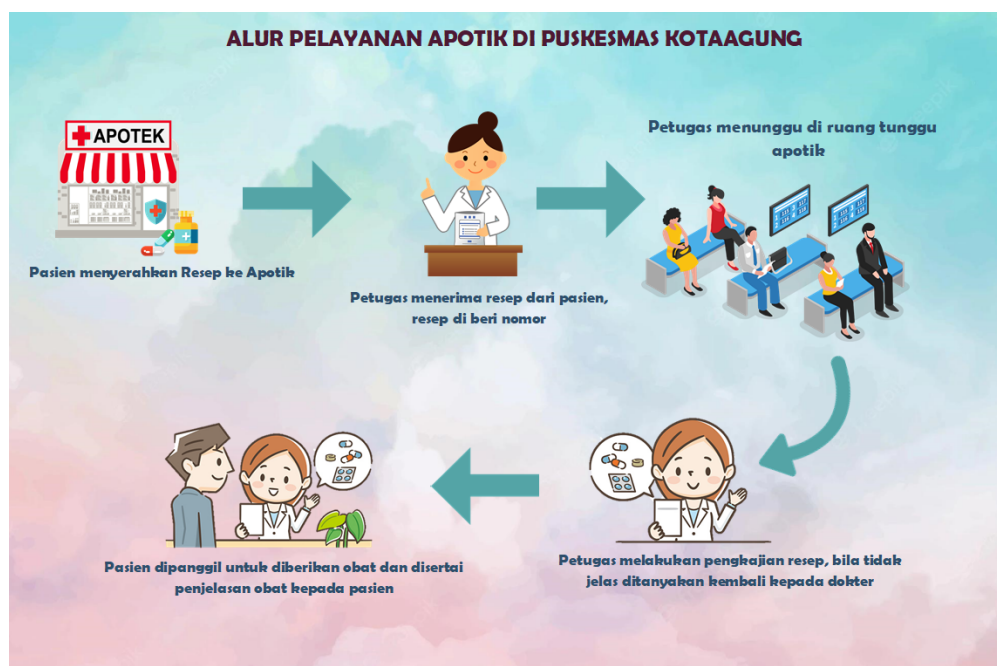 ALUR PELAYANAN APOTIK DI PUSKESMAS KOTAAGUNG
APOTEK
Pasien menyerahkan Resep ke Apotik
Petugas menerima resep dari pasien,
resep di beri nomor
Petugas menunggu di ruang tunggu
apotik
Petugas melakukan pengkajian resep, bila tidak
jelas ditanyakan kembali kepada dokter
Pasien dipanggil untuk diberikan obat dan disertai
penjelasan obat kepada pasien